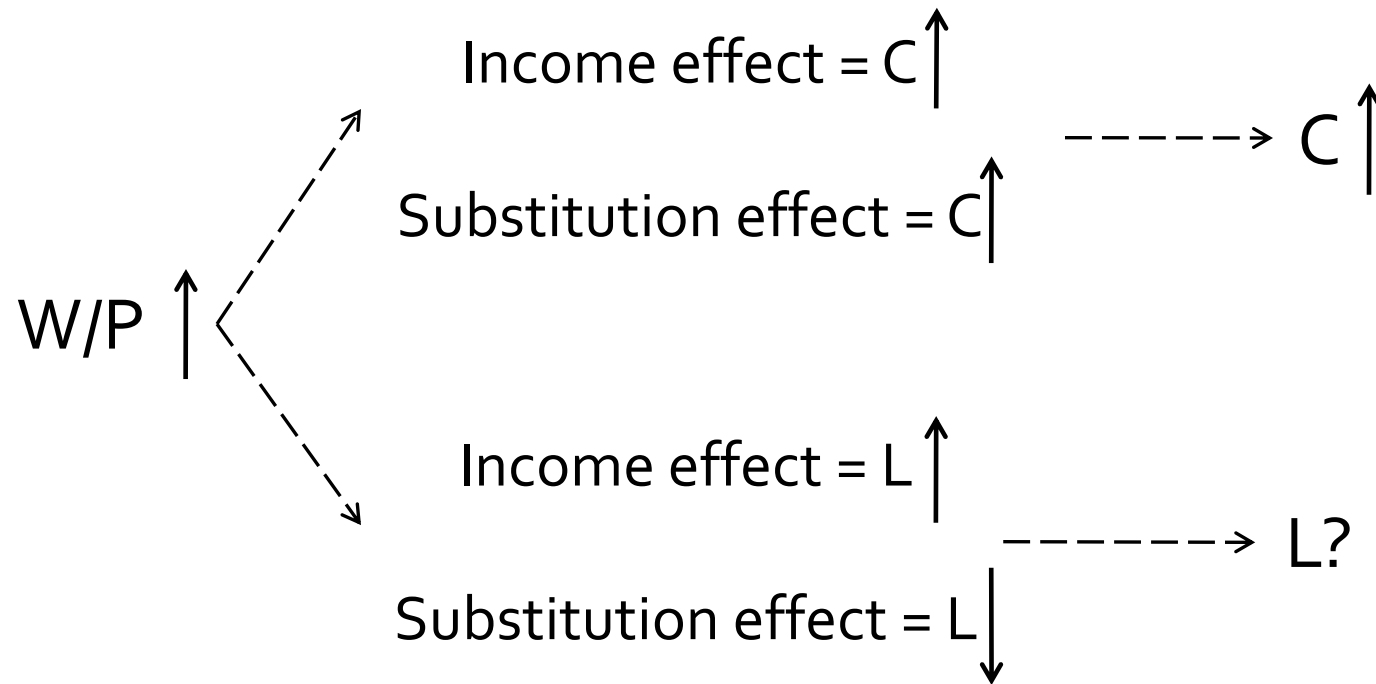 Income effect = C
C
Substitution effect = C
W/P
Income effect = L
L?
Substitution effect = L